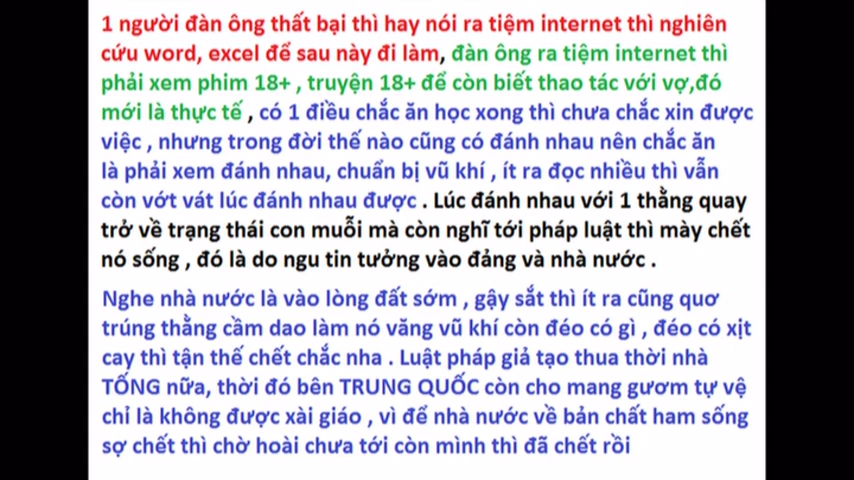 1 người đàn ông thất bại thì hay nói ra tiệm internet thì nghiên
cứu word, excel để sau này đi làm, đàn ông ra tiệm internet thì
phải xem phim 18+ , truyện 18+ để còn biết thao tác với vợ,đó
mới là thực tế , có 1 điều chắc ăn học xong thì chưa chắc xin được
việc , nhưng trong đời thế nào cũng có đánh nhau nên chắc ăn
là phải xem đánh nhau, chuẩn bị vũ khí , ít ra đọc nhiều thì vẫn
còn vớt vát lúc đánh nhau được . Lúc đánh nhau với 1 thằng quay
trở về trạng thái con muỗi mà còn nghĩ tới pháp luật thì mày chết
nó sống , đó là do ngu tin tưởng vào đảng và nhà nước .
Nghe nhà nước là vào lòng đất sớm , gậy sắt thì ít ra cũng quơ
trúng thằng cầm dao làm nó văng vũ khí còn đéo có gì , đéo có xịt
cay thì tận thế chết chắc nha . Luật pháp giả tạo thua thời nhà
TỐNG nữa, thời đó bên TRUNG QUỐC còn cho mang gươm tự vệ
chỉ là không được xài giáo , vì để nhà nước về bản chất ham sống
sợ chết thì chờ hoài chưa tới còn mình thì đã chết rồi